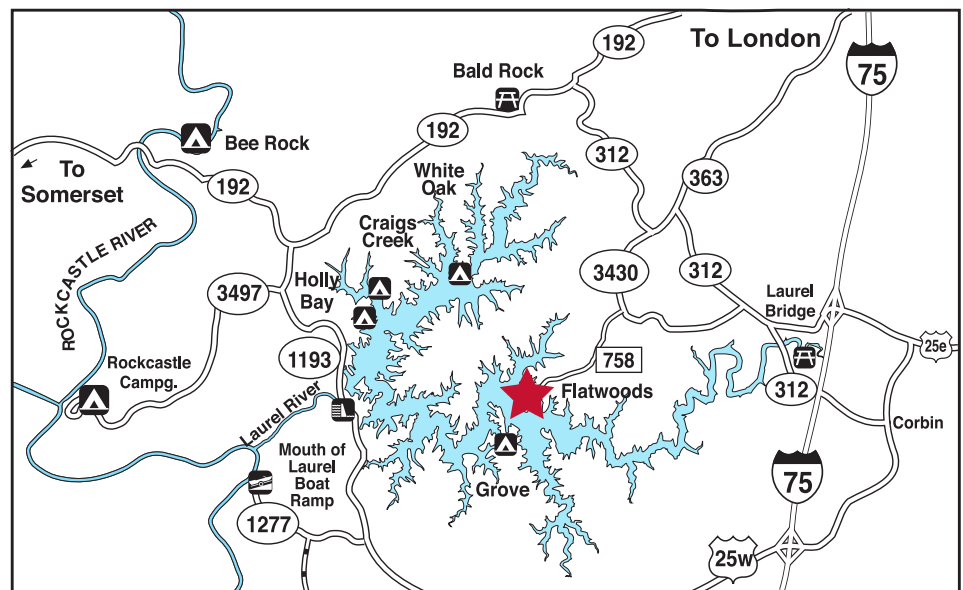 192
To London
75
Bald Rock
192
Bee Rock
To
Somerset
192
312
363
White
Oak
Craigs
Creek
ROCKCASTLE RIVER
3497
Holly
Bay
3430
312
Laurel
Bridge
25e
1193
Rockcastle
Campg.
758
Flatwoods
312
Laurel River
Corbin
Mouth of
Laurel
Boat
Ramp
Grove
75
1277
25w